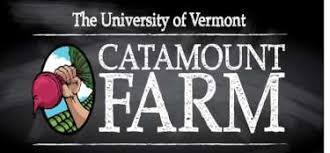 The University of Vermont
CATAMOUNT
FARM